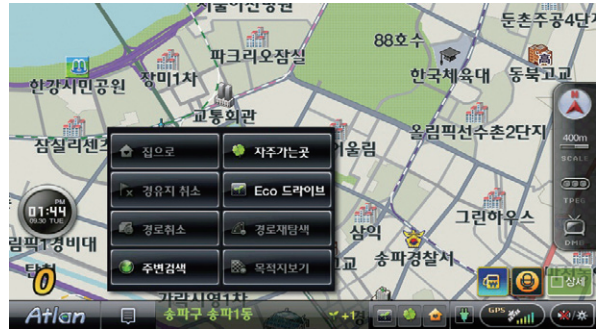 둔촌주공4단
88호수
파크리오잠실
한강시민공원
장미1차
한국체육대
동북고교
교통회관
잠실리센츠
올림픽선수촌2단지
어울림
N
400m
SCALE
TPEG
DMB
집으로
자주가는곳
경유지 취소
Eco 드라이브
경로취소
경로재탐색
주변검색
목적지보기
PM
01:44
09.30 TUE
그린하우스
삼익
송파경찰서
0
상세
Atlan
송파구 송파1동
+1
GPS